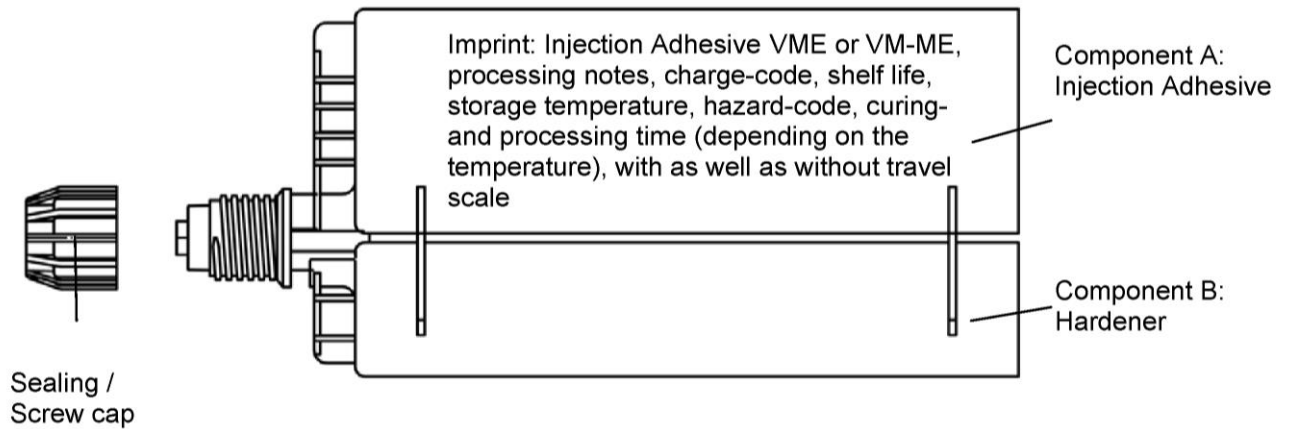 Imprint: Injection Adhesive VME or VM-ME,
processing notes, charge-code, shelf life,
storage temperature, hazard-code, curing-
and processing time (depending on the
temperature), with as well as without travel
scale
Component A:
Injection Adhesive
Component B:
Hardener
Sealing /
Screw cap